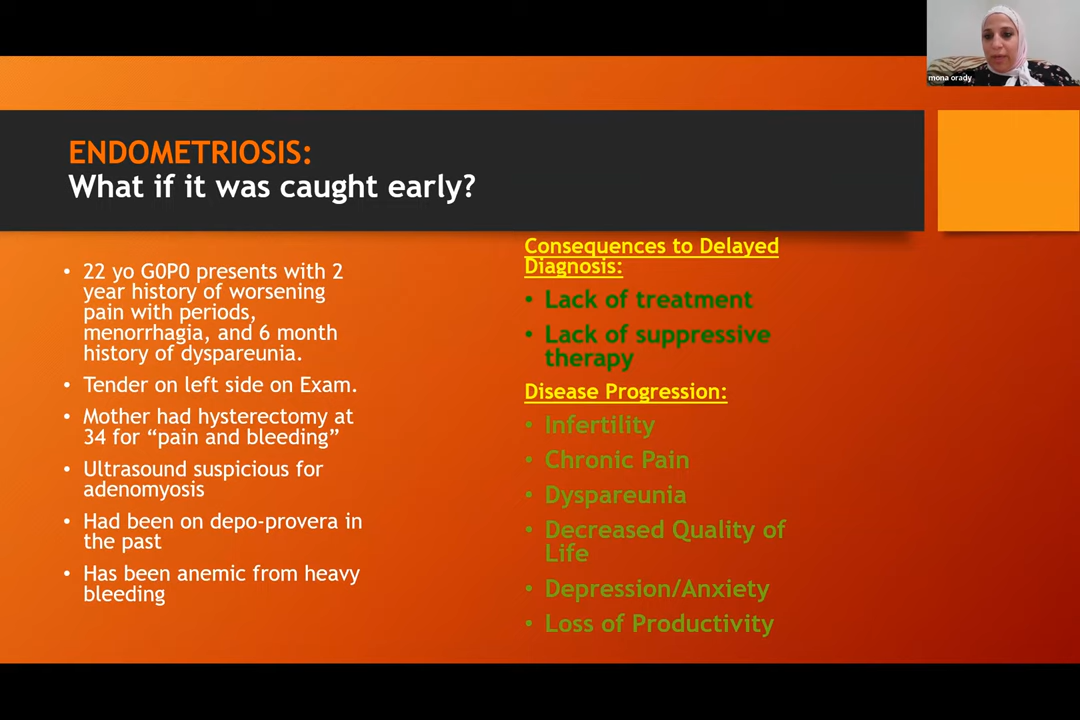 mona orady
ENDOMETRIOSIS:
What if it was caught early?
• 22 yo G0P0 presents with 2
year history of worsening
pain with periods,
menorrhagia, and 6 month
history of dyspareunia.
• Tender on left side on Exam.
• Mother had hysterectomy at
34 for “pain and bleeding”
• Ultrasound suspicious for
adenomyosis
• Had been on depo-provera in
the past
• Has been anemic from heavy
bleeding
Consequences to Delayed
Diagnosis:
• Lack of treatment
• Lack of suppressive
therapy
Disease Progression:
• Infertility
• Chronic Pain
• Dyspareunia
• Decreased Quality of
Life
• Depression/Anxiety
• Loss of Productivity